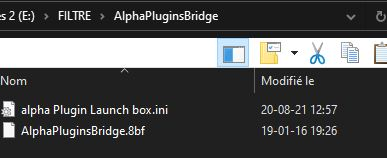 s 2 (E:) > FILTRE > AlphaPluginsBridge
Nom Modifié le
alpha Plugin Launch box.ini 20-08-21 12:57
AlphaPluginsBridge.8bf 19-01-16 19:26